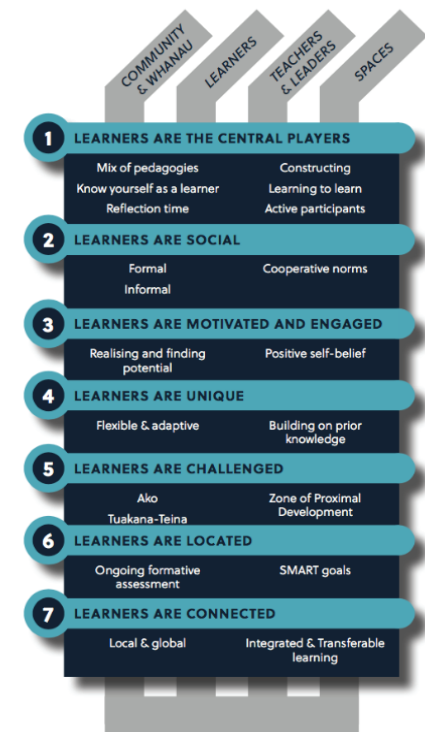 COMMUNITY
& WHANAU
LEARNERS
TEACHERS
& LEADERS
SPACES
1 LEARNERS ARE THE CENTRAL PLAYERS
Mix of pedagogies
Know yourself as a learner
Reflection time
Constructing
Learning to learn
Active participants
2 LEARNERS ARE SOCIAL
Formal
Informal
Cooperative norms
3 LEARNERS ARE MOTIVATED AND ENGAGED
Realising and finding
potential
Positive self-belief
4 LEARNERS ARE UNIQUE
Flexible & adaptive
Building on prior
knowledge
5 LEARNERS ARE CHALLENGED
Ako
Tuakana-Teina
Zone of Proximal
Development
6 LEARNERS ARE LOCATED
Ongoing formative
assessment
SMART goals
7 LEARNERS ARE CONNECTED
Local & global
Integrated & Transferable
learning